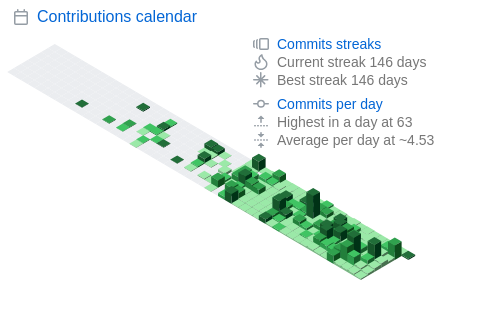 Contributions calendar
Commits streaks
Current streak 146 days
Best streak 146 days
Commits per day
Highest in a day at 63
Average per day at ~4.53